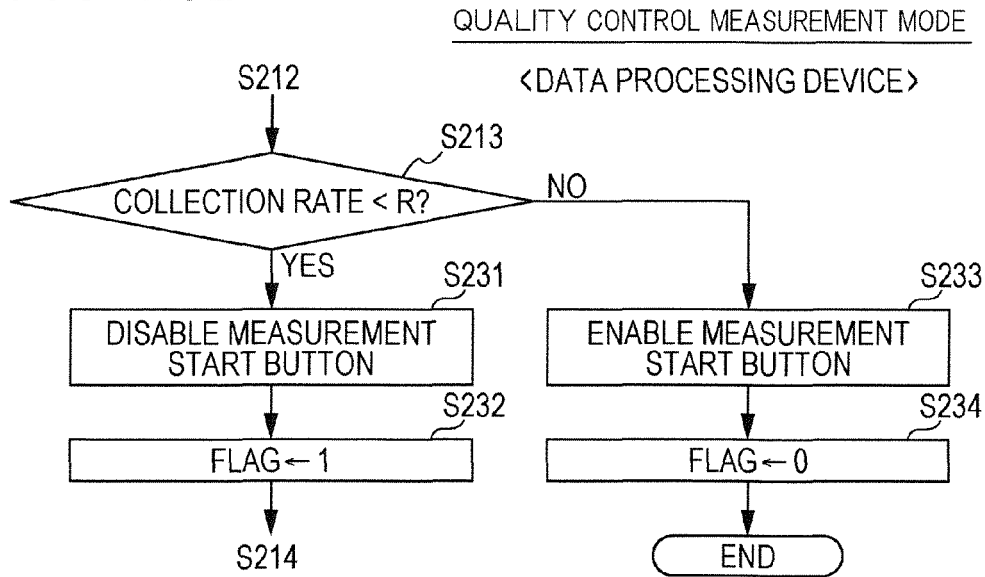 QUALITY CONTROL MEASUREMENT MODE
<DATA PROCESSING DEVICE>
S212
S213
COLLECTION RATE < R?
NO
YES
S231
DISABLE MEASUREMENT
START BUTTON
S232
FLAG ← 1
S214
S233
ENABLE MEASUREMENT
START BUTTON
S234
FLAG ← 0
END